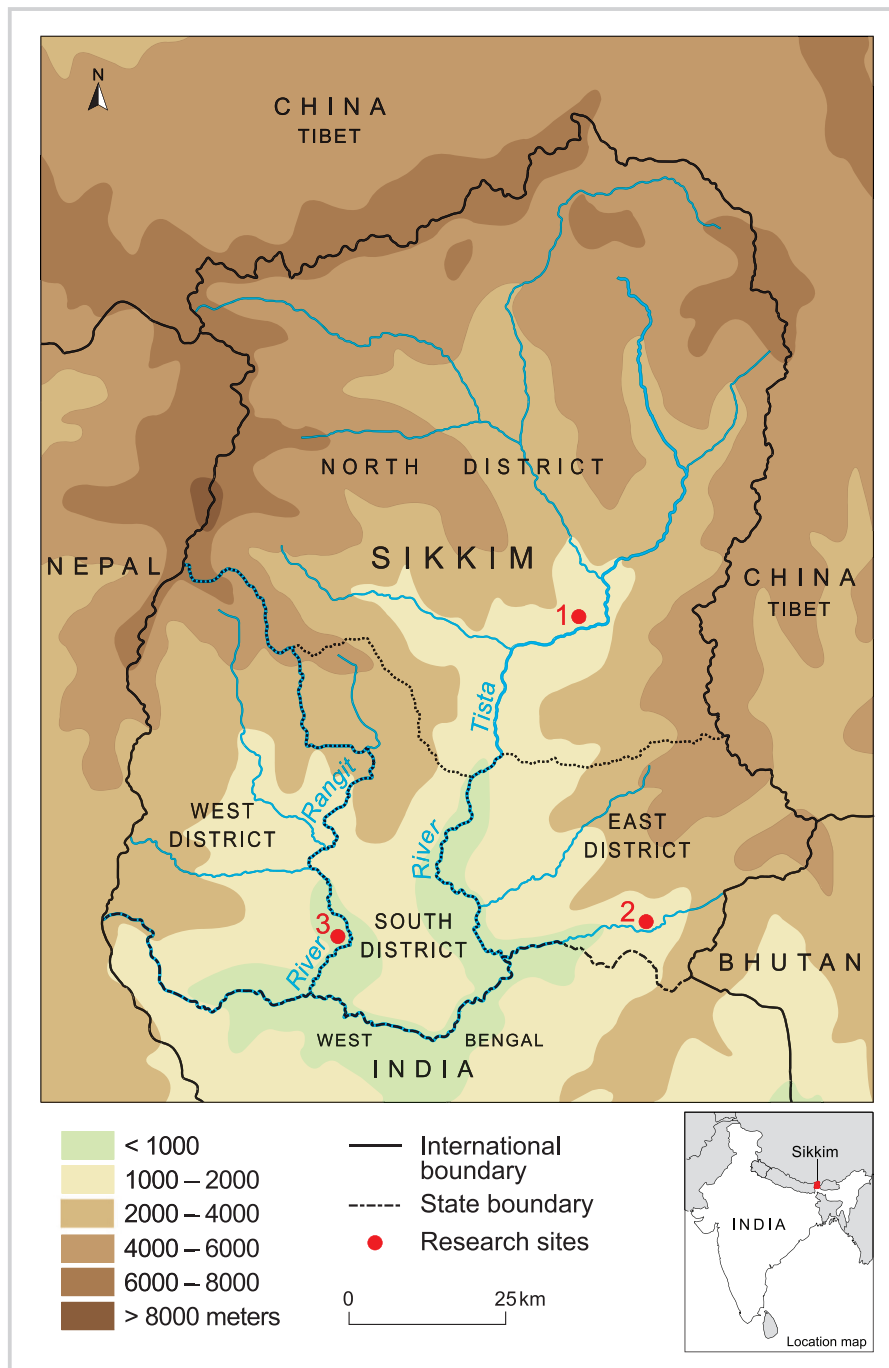 N
CHINA
TIBET
NORTH DISTRICT
SIKKIM
NEPAL
CHINA
TIBET
1
Tista
Rangit
WEST
DISTRICT
River
EAST
DISTRICT
2
3
SOUTH
DISTRICT
River
BHUTAN
WEST BENGAL
INDIA
< 1000
1000 – 2000
2000 – 4000
4000 – 6000
6000 – 8000
> 8000 meters
International
boundary
State boundary
Research sites
0 25 km
Sikkim
INDIA
Location map